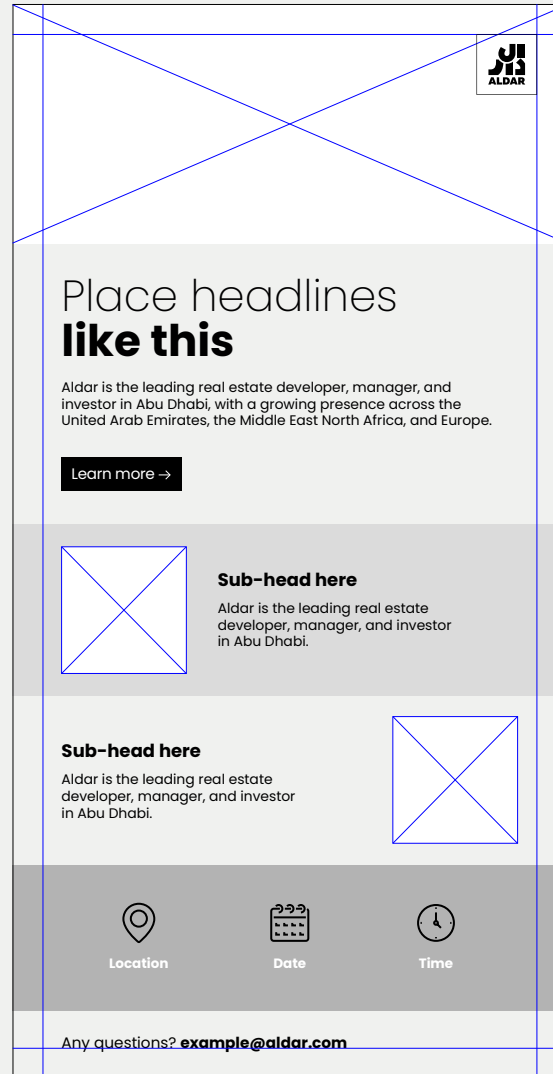 الدار
ALDAR
Place headlines
like this
Aldar is the leading real estate developer, manager, and
investor in Abu Dhabi, with a growing presence across the
United Arab Emirates, the Middle East North Africa, and Europe.
Learn more →
Sub-head here
Aldar is the leading real estate
developer, manager, and investor
in Abu Dhabi.
Sub-head here
Aldar is the leading real estate
developer, manager, and investor
in Abu Dhabi.
Location Date Time
Any questions? example@aldar.com